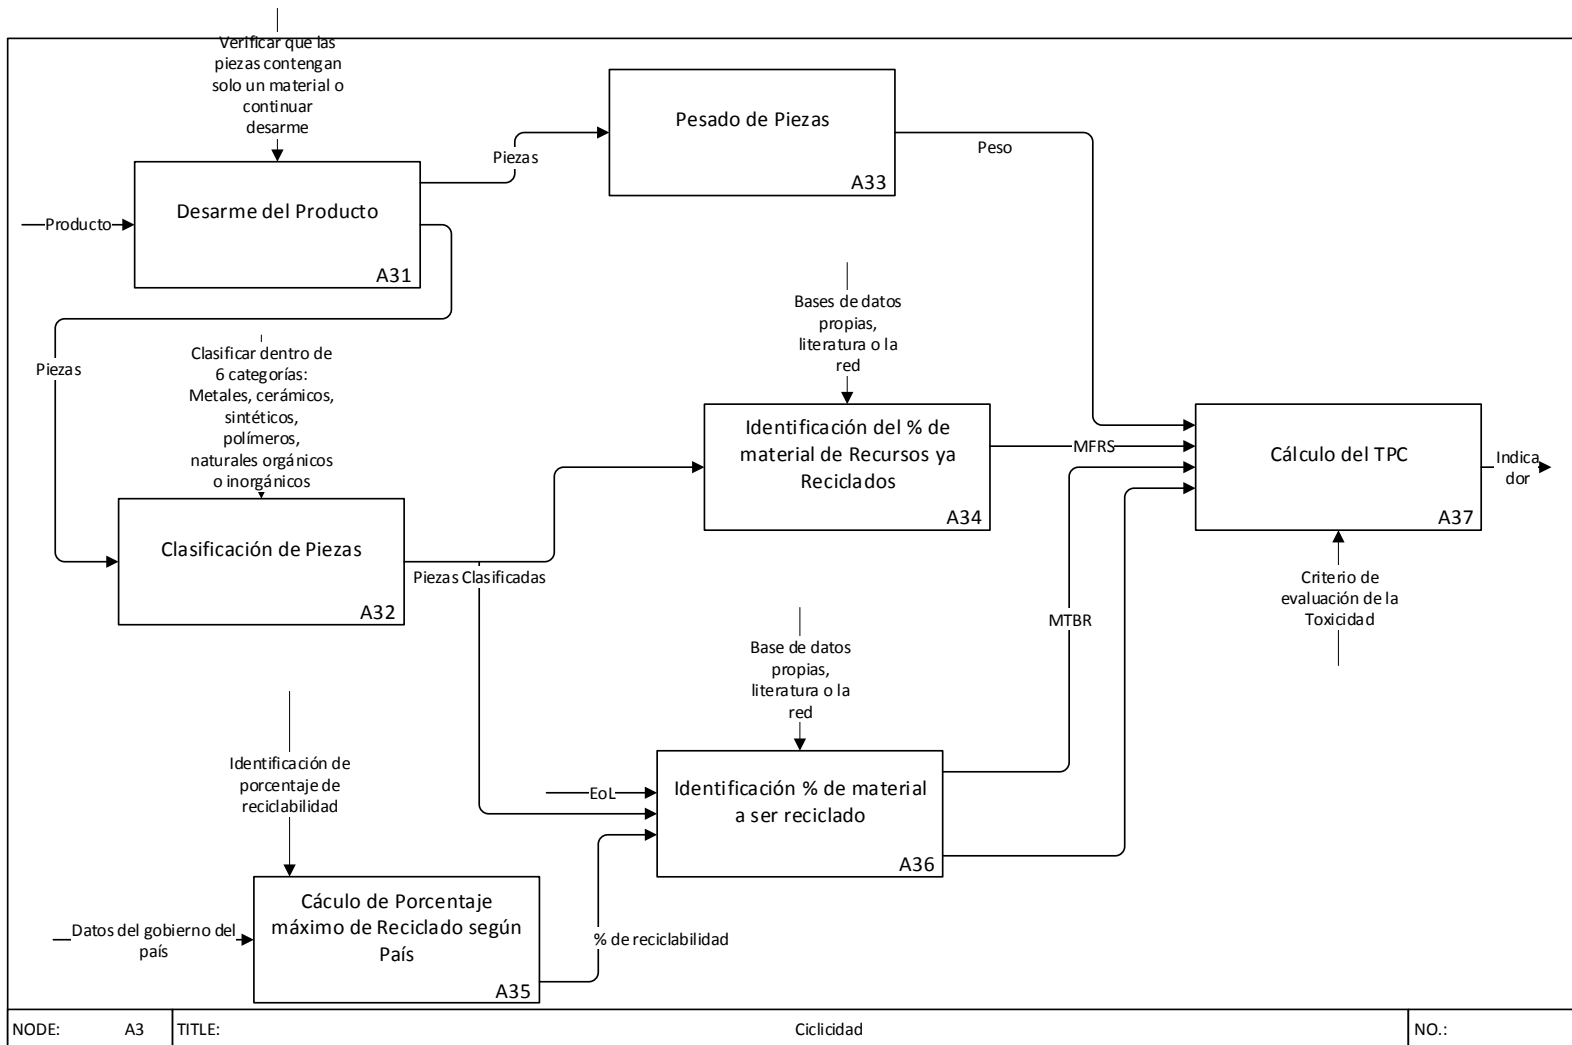 Verificar que las
piezas contengan
solo un material o
continuar
desarme
Producto
Desarme del Producto
A31
Piezas
Pesado de Piezas
A33
Peso
Piezas
Clasificar dentro de
6 categorías:
Metales, cerámicos,
sintéticos,
polímeros,
naturales orgánicos
o inorgánicos
Clasificación de Piezas
A32
Piezas Clasificadas
Bases de datos
propias,
literatura o la
red
Identificación del % de
material de Recursos ya
Reciclados
A34
MFRS
Cálculo del TPC
A37
Indica
dor
Criterio de
evaluación de la
Toxicidad
MTBR
Base de datos
propias,
literatura o la
red
EoL
Identificación % de material
a ser reciclado
A36
Identificación de
porcentaje de
reciclabilidad
Datos del gobierno del
país
Cáculo de Porcentaje
máximo de Reciclado según
País
A35
% de reciclabilidad
NODE: A3 TITLE: Ciclicidad NO.: